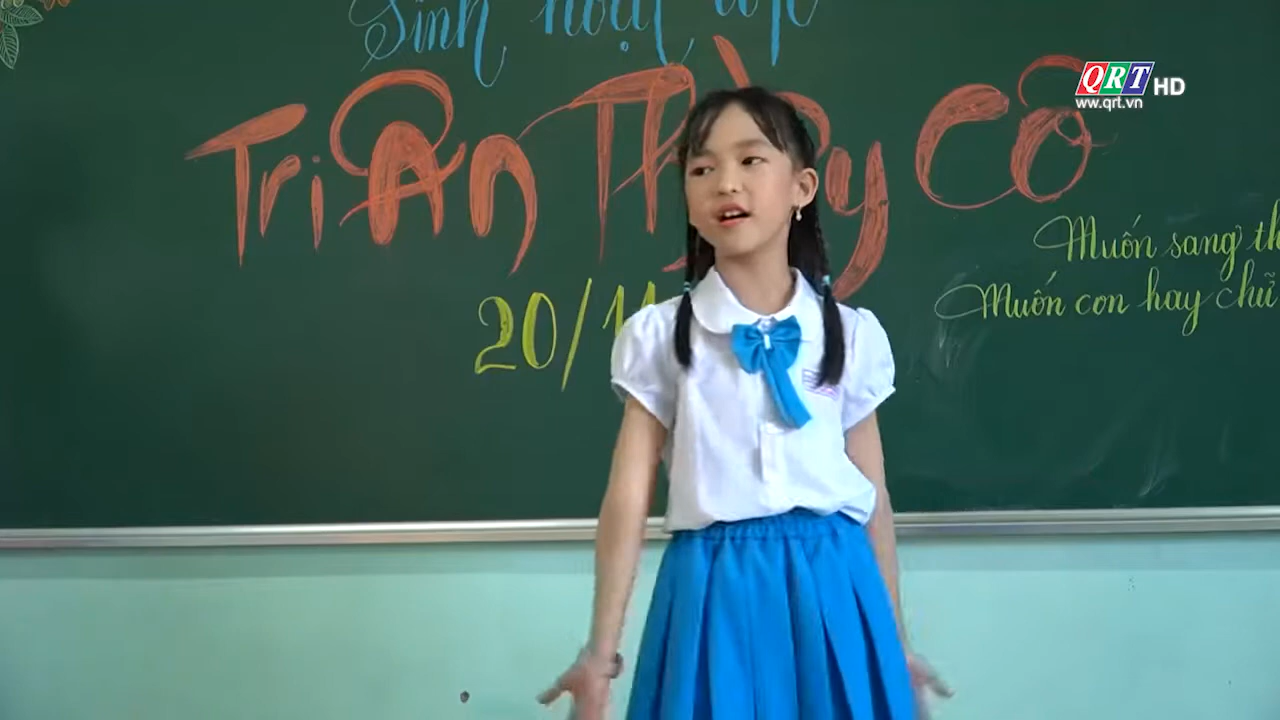 Sinh hoạt lớp
QRT HD
www.qrt.vn
Tri Ân Thầy Cô
20/11
Muốn sang
Muốn con hay chữ